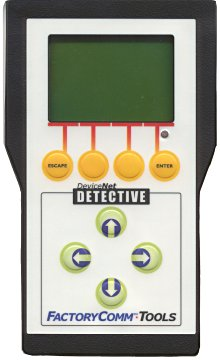 ESCAPE ENTER
DeviceNet
DETECTIVE
FACTORYCOMM TOOLS